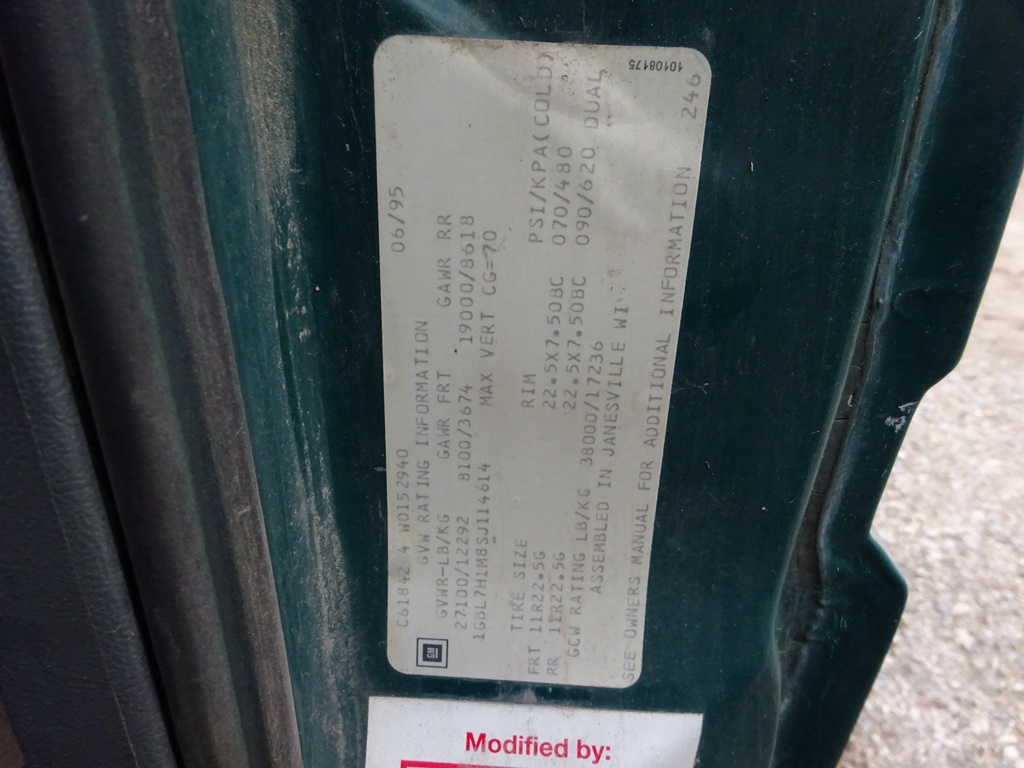 C61842 4 W0152940 06/95
GVW RATING INFORMATION
GVWR-LB/KG GAWR FRT GAWR RR
27100/12292 8100/3674 19000/8618
1GBL7H1M8SJ114614 MAX VERT CG=70
TIRE SIZE RIM PSI/KPA(COLD)
FRT 11R22.5G 22.5X7.50BC 070/480
RR 11R22.5G 22.5X7.50BC 090/620 DUAL
GCW RATING LB/KG 38000/17236
ASSEMBLED IN JANESVILLE WI
SEE OWNERS MANUAL FOR ADDITIONAL INFORMATION 246
10108175
GM
Modified by: